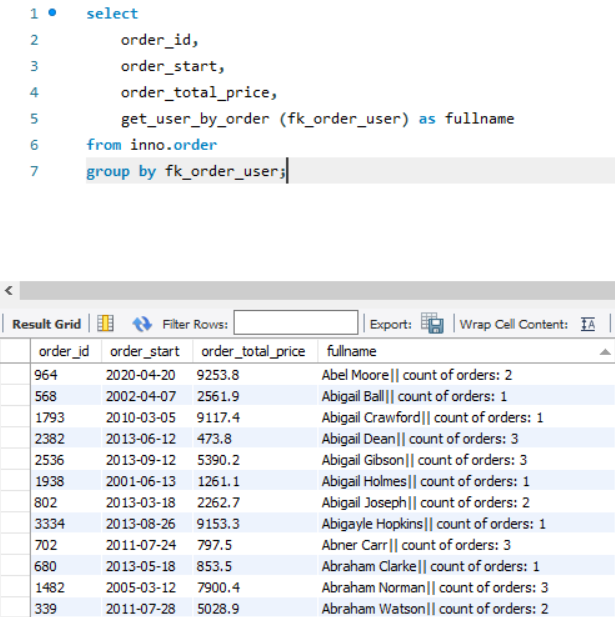 1 select
2 order_id,
3 order_start,
4 order_total_price,
5 get_user_by_order (fk_order_user) as fullname
6 from inno.order
7 group by fk_order_user;
Result Grid Filter Rows: Export: Wrap Cell Content:
order_id order_start order_total_price fullname
964 2020-04-20 9253.8 Abel Moore|| count of orders: 2
568 2002-04-07 2561.9 Abigail Ball|| count of orders: 1
1793 2010-03-05 9117.4 Abigail Crawford|| count of orders: 1
2382 2013-06-12 473.8 Abigail Dean|| count of orders: 3
2536 2013-09-12 5390.2 Abigail Gibson|| count of orders: 3
1938 2001-06-13 1261.1 Abigail Holmes|| count of orders: 1
802 2013-03-18 2262.7 Abigail Joseph|| count of orders: 2
3334 2013-08-26 9153.3 Abigayle Hopkins|| count of orders: 1
702 2011-07-24 797.5 Abner Carr|| count of orders: 3
680 2013-05-18 853.5 Abraham Clarke|| count of orders: 1
1482 2005-03-12 7900.4 Abraham Norman|| count of orders: 3
339 2011-07-28 5028.9 Abraham Watson|| count of orders: 2